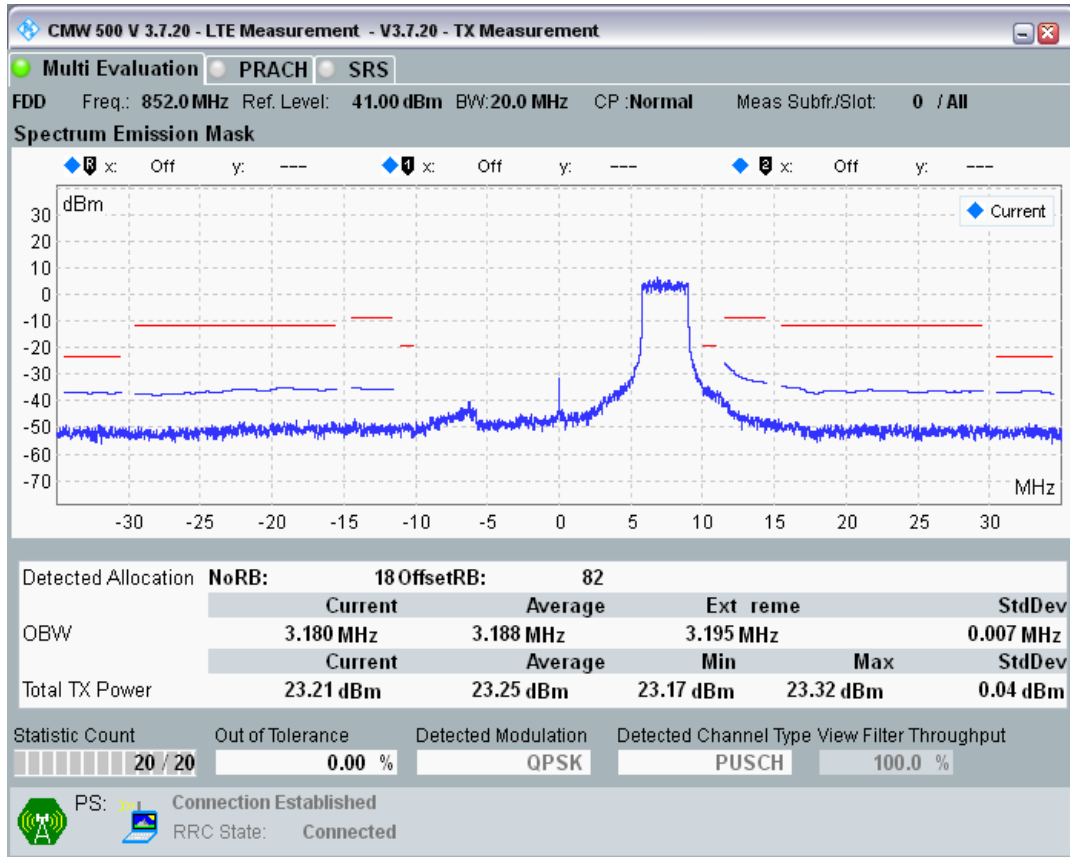 CMW 500 V 3.7.20 - LTE Measurement - V3.7.20 - TX Measurement
Multi Evaluation PRACH SRS
FDD Freq.: 852.0 MHz Ref. Level: 41.00 dBm BW:20.0 MHz CP :Normal Meas Subfr./Slot: 0 / All
Spectrum Emission Mask
R x: Off y: --- 1 x: Off y: --- 2 x: Off y: ---
dBm
Current
30
20
10
0
-10
-20
-30
-40
-50
-60
-70
MHz
-30 -25 -20 -15 -10 -5 0 5 10 15 20 25 30
Detected Allocation NoRB: 18 OffsetRB: 82
Current Average Ext reme StdDev
OBW 3.180 MHz 3.188 MHz 3.195 MHz 0.007 MHz
Current Average Min Max StdDev
Total TX Power 23.21 dBm 23.25 dBm 23.17 dBm 23.32 dBm 0.04 dBm
Statistic Count Out of Tolerance Detected Modulation Detected Channel Type View Filter Throughput
20 / 20 0.00 % QPSK PUSCH 100.0 %
PS: Connection Established
RRC State: Connected